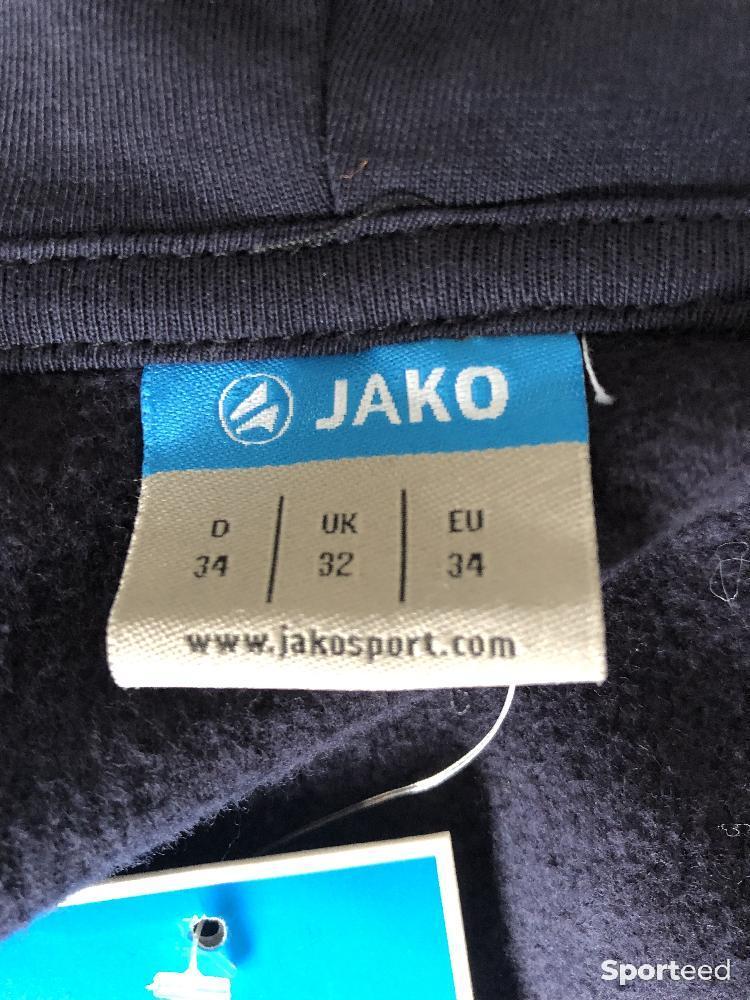 JAKO
D UK EU
34 32 34
www.jakosport.com
Sporteed